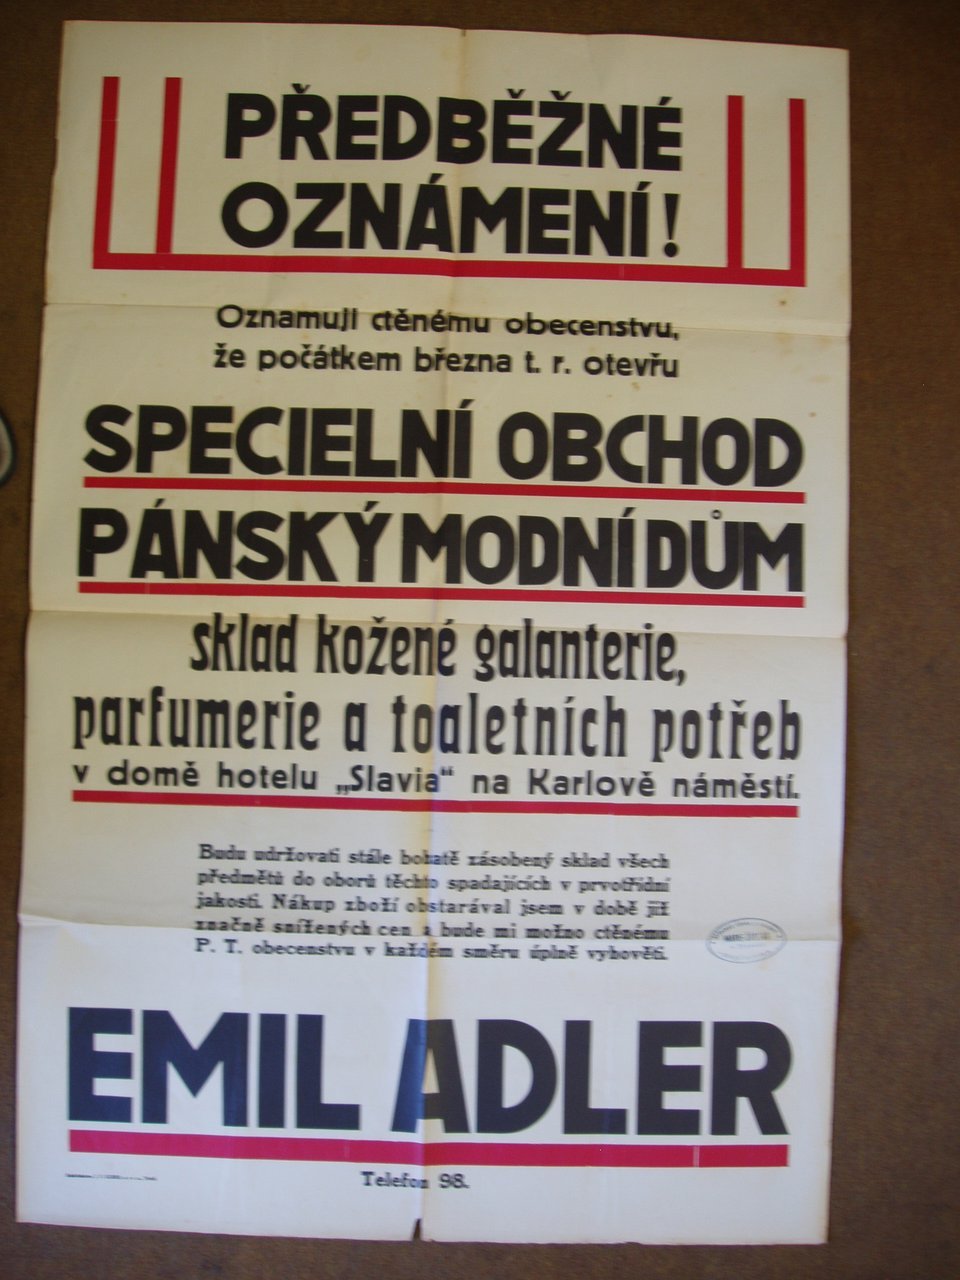 PŘEDBĚŽNÉ
OZNÁMENÍ!
Oznamuji ctěnému obecenstvu,
že počátkem března t. r. otevřu
SPECIELNÍ OBCHOD
PÁNSKÝ MODNÍ DŮM
sklad kožené galanterie,
parfumerie a toaletních potřeb
v domě hotelu „Slavia“ na Karlově náměstí.
Budu udržovati stále bohatě zásobený sklad všech
předmětů do oborů těchto spadajících v prvotřídní
jakosti. Nákup zboží obstarával jsem v době již
značně snížených cen a bude mi možno ctěnému
P. T. obecenstvu v každém směru úplně vyhověti.
EMIL ADLER
Telefon 98.